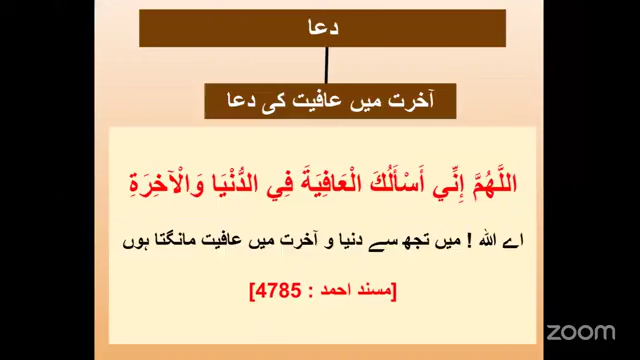 دعا
آخرت میں عافیت کی دعا
اللَّهُمَّ إِنِّي أَسْأَلُكَ الْعَافِيَةَ فِي الدُّنْيَا وَالْآخِرَةِ
اے اللہ ! میں تجھ سے دنیا و آخرت میں عافیت مانگتا ہوں
[مسند احمد : 4785]
zoom